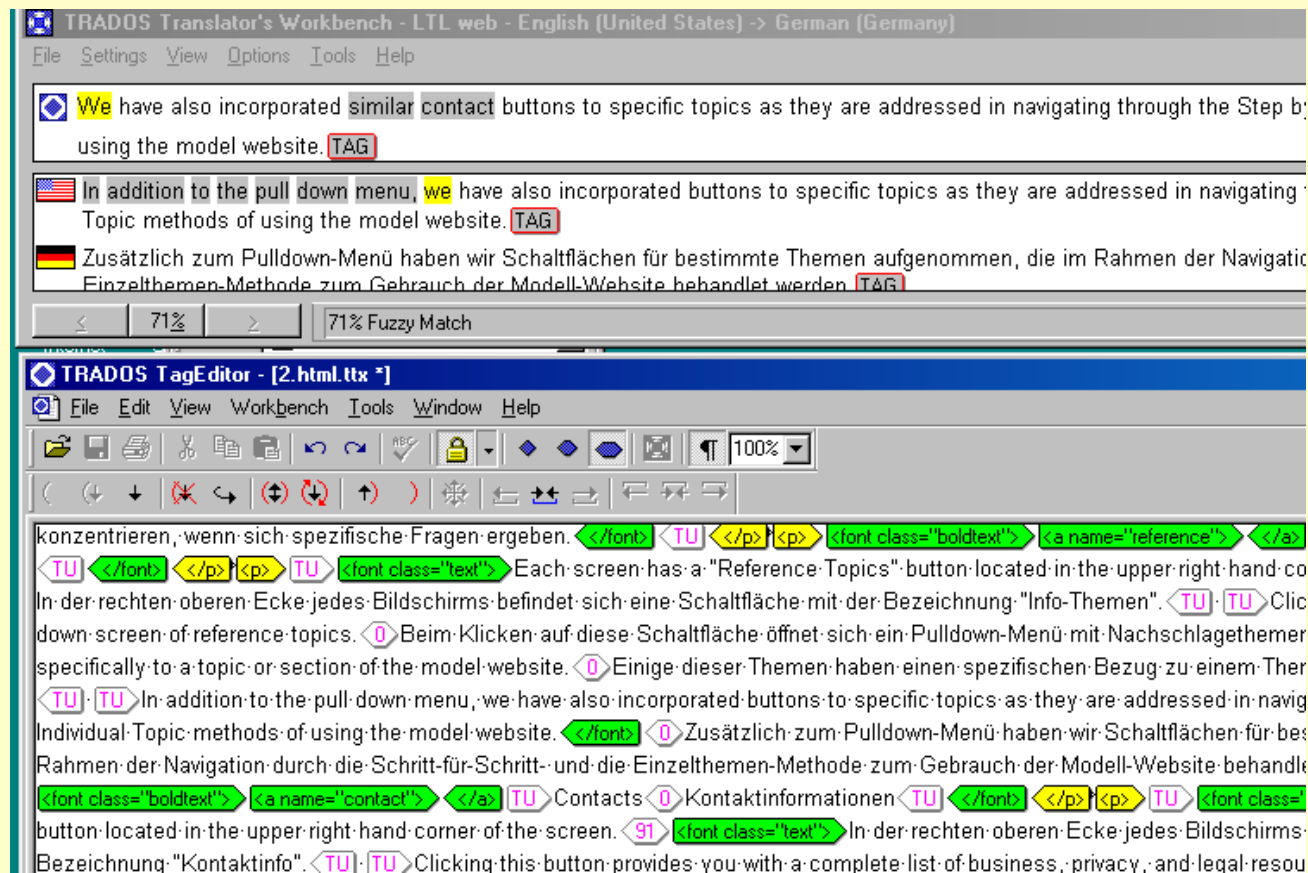 TRADOS Translator's Workbench - LTL web - English (United States) -> German (Germany)
File Settings View Options Tools Help
We have also incorporated similar contact buttons to specific topics as they are addressed in navigating through the Step by
using the model website. TAG
In addition to the pull down menu, we have also incorporated buttons to specific topics as they are addressed in navigating
Topic methods of using the model website. TAG
Zusätzlich zum Pulldown-Menü haben wir Schaltflächen für bestimmte Themen aufgenommen, die im Rahmen der Navigatio
Einzelthemen-Methode zum Gebrauch der Modell-Website behandelt werden. TAG
< 71% > 71% Fuzzy Match
TRADOS TagEditor - [2.html.ttx *]
File Edit View Workbench Tools Window Help
ABC ¶ 100%
konzentrieren, wenn sich spezifische Fragen ergeben. </font> TU </p> <p> <font class="boldtext"> <a name="reference"> </a>
TU </font> </p> <p> TU <font class="text"> Each screen has a "Reference Topics" button located in the upper right hand co
In der rechten oberen Ecke jedes Bildschirms befindet sich eine Schaltfläche mit der Bezeichnung "Info-Themen". TU TU Clic
down screen of reference topics. 0 Beim Klicken auf diese Schaltfläche öffnet sich ein Pulldown-Menü mit Nachschlagethemen
specifically to a topic or section of the model website. 0 Einige dieser Themen haben einen spezifischen Bezug zu einem Them
TU TU In addition to the pull down menu, we have also incorporated buttons to specific topics as they are addressed in navig
Individual Topic methods of using the model website. </font> 0 Zusätzlich zum Pulldown-Menü haben wir Schaltflächen für bes
Rahmen der Navigation durch die Schritt-für-Schritt- und die Einzelthemen-Methode zum Gebrauch der Modell-Website behandle
<font class="boldtext"> <a name="contact"> </a> TU Contacts 0 Kontaktinformationen TU </font> </p> <p> TU <font class="
button located in the upper right hand corner of the screen. 91 <font class="text"> In der rechten oberen Ecke jedes Bildschirms
Bezeichnung "Kontaktinfo". TU TU Clicking this button provides you with a complete list of business, privacy, and legal resou